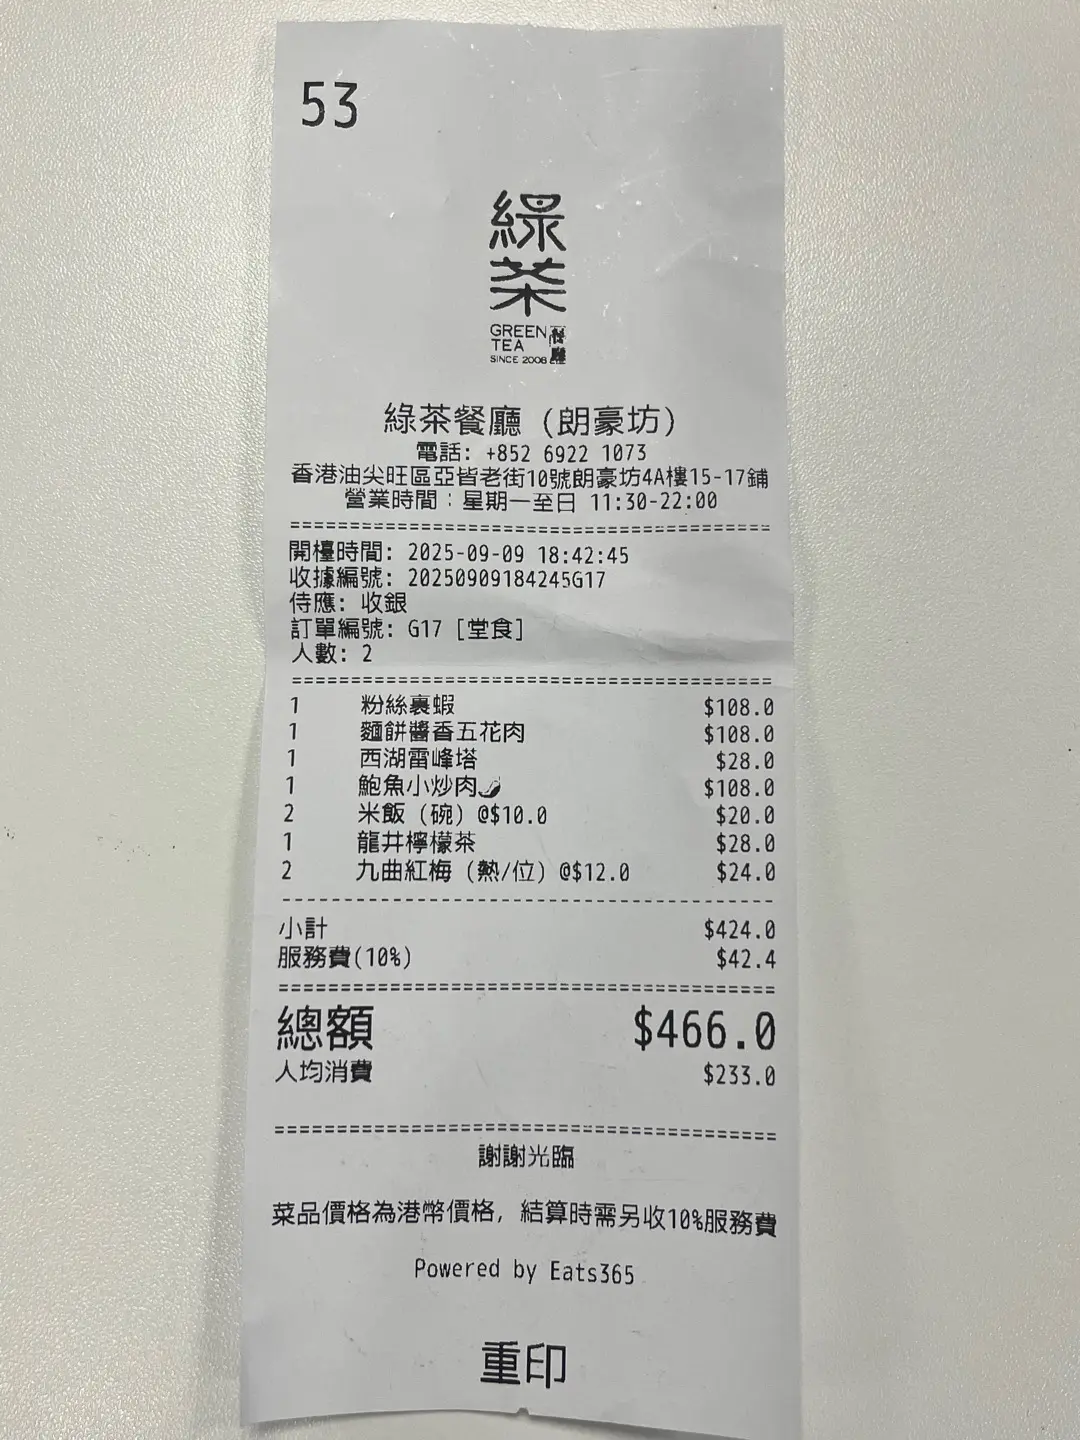 53
綠茶
GREEN TEA 餐廳
SINCE 2008
綠茶餐廳 (朗豪坊)
電話: +852 6922 1073
香港油尖旺區亞皆老街10號朗豪坊4A樓15-17鋪
營業時間：星期一至日 11:30-22:00
========================================
開檯時間: 2025-09-09 18:42:45
收據編號: 20250909184245G17
侍應: 收銀
訂單編號: G17 [堂食]
人數: 2
========================================
1 粉絲裹蝦 $108.0
1 麵餅醬香五花肉 $108.0
1 西湖雷峰塔 $28.0
1 鮑魚小炒肉🌶 $108.0
2 米飯 (碗) @$10.0 $20.0
1 龍井檸檬茶 $28.0
2 九曲紅梅 (熱/位) @$12.0 $24.0
----------------------------------------
小計 $424.0
服務費(10%) $42.4
========================================
總額 $466.0
人均消費 $233.0
========================================
謝謝光臨
菜品價格為港幣價格, 結算時需另收10%服務費
Powered by Eats365
重印